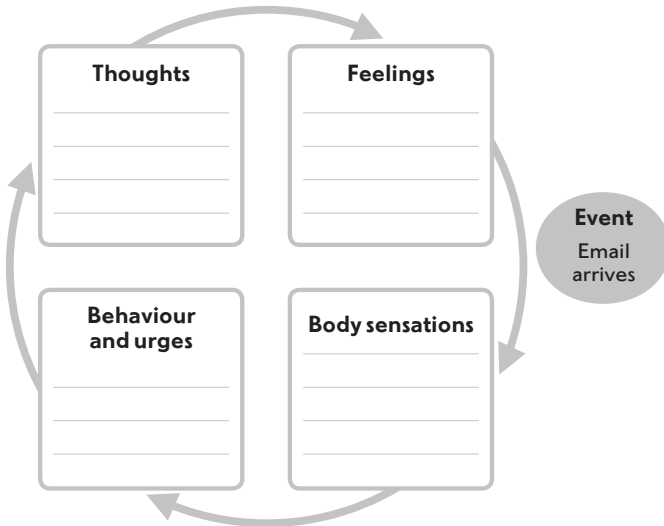 Thoughts
Feelings
Event
Email
arrives
Behaviour
and urges
Body sensations